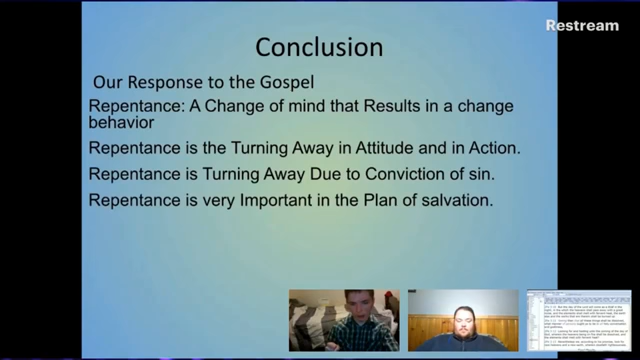 Restream
Conclusion
Our Response to the Gospel
Repentance: A Change of mind that Results in a change
behavior
Repentance is the Turning Away in Attitude and in Action.
Repentance is Turning Away Due to Conviction of sin.
Repentance is very Important in the Plan of salvation.